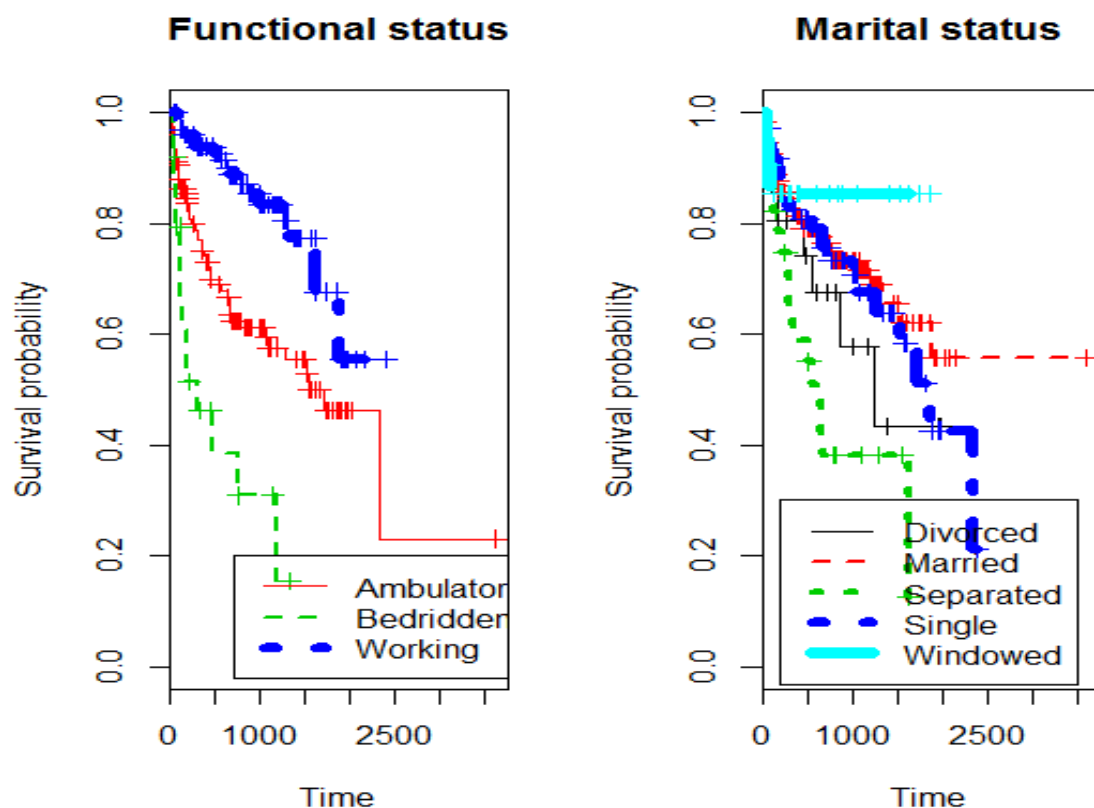 Functional status
Survival probability
1.0
0.8
0.6
0.4
0.2
0.0
Ambulator
Bedridden
Working
0 1000 2500
Time
Marital status
Survival probability
1.0
0.8
0.6
0.4
0.2
0.0
Divorced
Married
Separated
Single
Windowed
0 1000 2500
Time